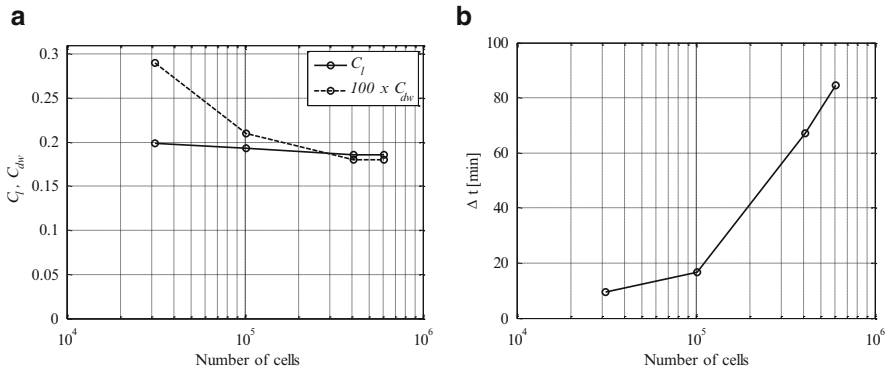 a
0.3
0.25
0.2
0.15
0.1
0.05
0
C_l, C_dw
C_l
100 x C_dw
10^4
10^5
10^6
Number of cells
b
100
80
60
40
20
0
Δ t [min]
10^4
10^5
10^6
Number of cells